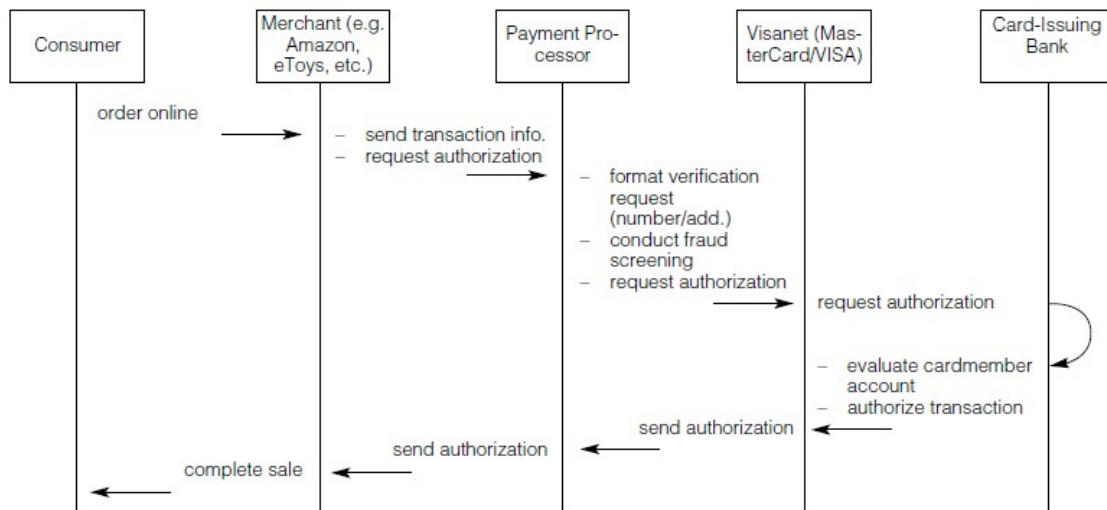 Consumer
Merchant (e.g.
Amazon,
eToys, etc.)
Payment Pro-
cessor
Visanet (Mas-
terCard/VISA)
Card-Issuing
Bank
order online
– send transaction info.
– request authorization
– format verification
request
(number/add.)
– conduct fraud
screening
– request authorization
request authorization
– evaluate cardmember
account
– authorize transaction
send authorization
send authorization
complete sale